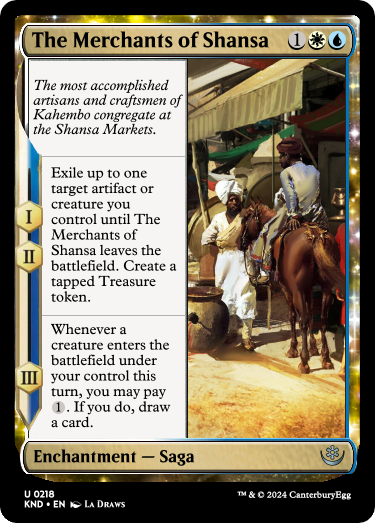 The Merchants of Shansa 1
The most accomplished
artisans and craftsmen of
Kahembo congregate at
the Shansa Markets.
I
II
Exile up to one
target artifact or
creature you
control until The
Merchants of
Shansa leaves the
battlefield. Create a
tapped Treasure
token.
III
Whenever a
creature enters the
battlefield under
your control this
turn, you may pay
1. If you do, draw
a card.
Enchantment — Saga
U 0218
KND • EN La Draws
™ & © 2024 CanterburyEgg